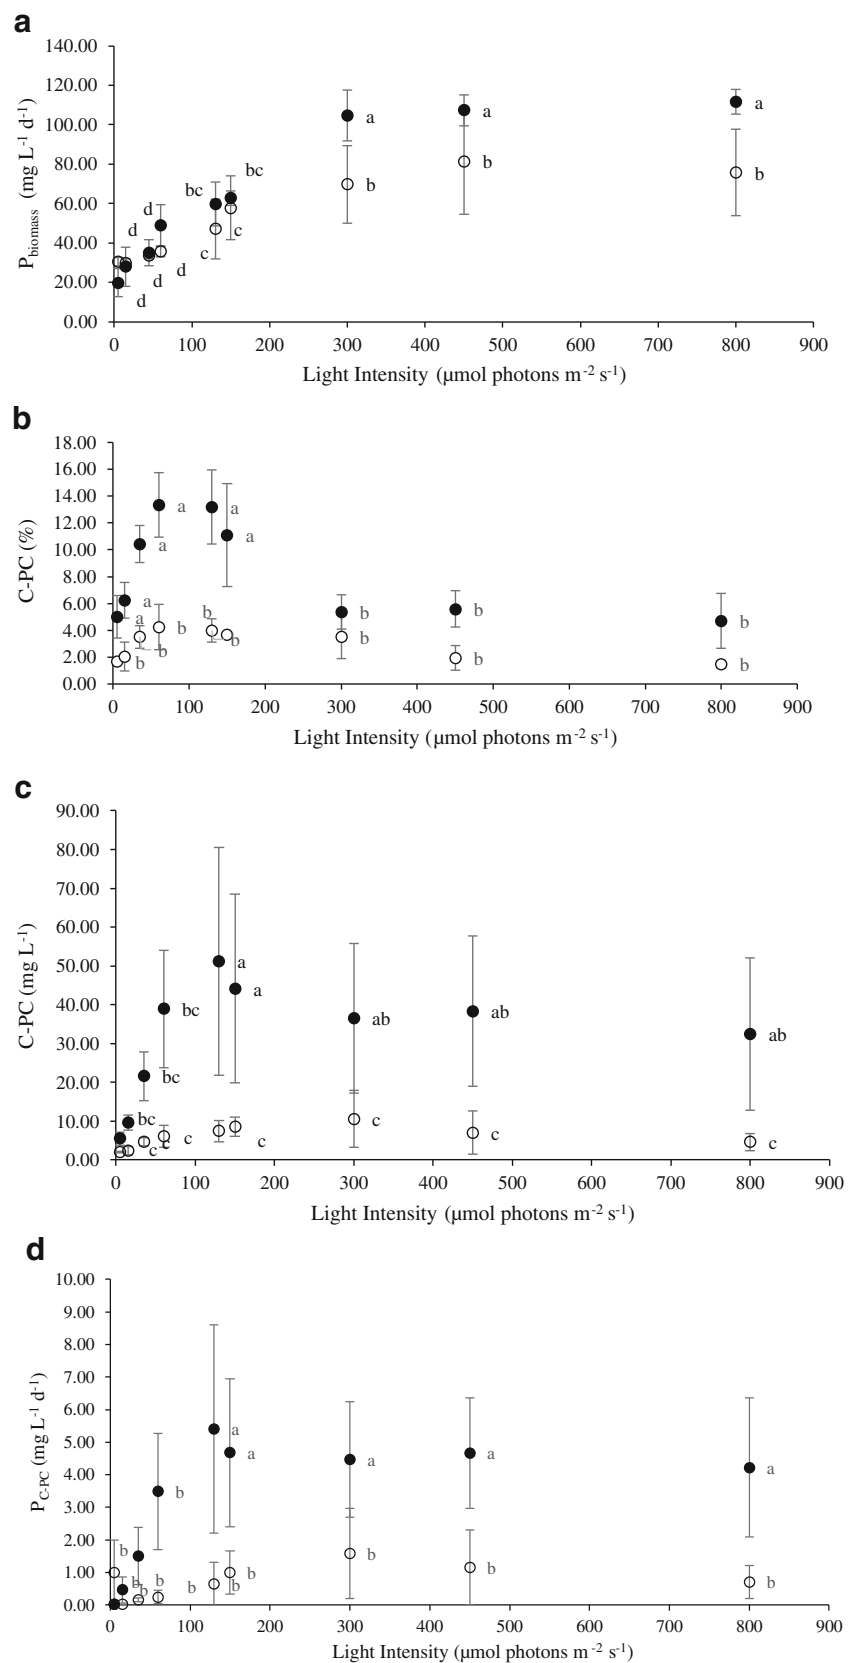 a
140.00
120.00
100.00
80.00
60.00
40.00
20.00
0.00
P_biomass (mg L⁻¹ d⁻¹)
d
d
d
d
d
bc
bc
c
c
a
b
a
b
a
b
0 100 200 300 400 500 600 700 800 900
Light Intensity (μmol photons m⁻² s⁻¹)
b
18.00
16.00
14.00
12.00
10.00
8.00
6.00
4.00
2.00
0.00
C-PC (%)
a
a
a
a
a
a
b
b
b
b
b
b
b
b
b
b
b
0 100 200 300 400 500 600 700 800 900
Light Intensity (μmol photons m⁻² s⁻¹)
c
90.00
80.00
70.00
60.00
50.00
40.00
30.00
20.00
10.00
0.00
C-PC (mg L⁻¹)
bc
bc
bc
a
a
ab
ab
ab
c
c
c
c
c
c
c
0 100 200 300 400 500 600 700 800 900
Light Intensity (μmol photons m⁻² s⁻¹)
d
10.00
9.00
8.00
7.00
6.00
5.00
4.00
3.00
2.00
1.00
0.00
P_C-PC (mg L⁻¹ d⁻¹)
b
b
b
b
b
b
b
b
a
a
a
a
a
b
b
b
0 100 200 300 400 500 600 700 800 900
Light Intensity (μmol photons m⁻² s⁻¹)